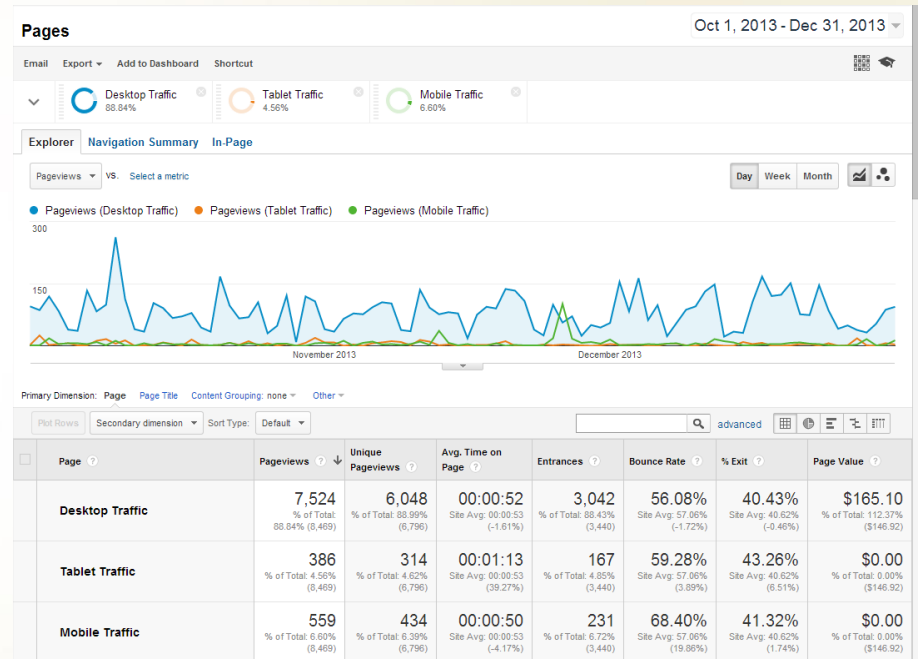 Pages
Oct 1, 2013 - Dec 31, 2013
Email Export Add to Dashboard Shortcut
Desktop Traffic
88.84%
Tablet Traffic
4.56%
Mobile Traffic
6.60%
Explorer Navigation Summary In-Page
Pageviews VS. Select a metric
Day Week Month
Pageviews (Desktop Traffic) Pageviews (Tablet Traffic) Pageviews (Mobile Traffic)
300
150
November 2013 December 2013
Primary Dimension: Page Page Title Content Grouping: none Other
Plot Rows Secondary dimension Sort Type: Default advanced
Page ? Pageviews ? Unique Pageviews ? Avg. Time on Page ? Entrances ? Bounce Rate ? % Exit ? Page Value ?
Desktop Traffic
7,524 6,048 00:00:52 3,042 56.08% 40.43% $165.10
% of Total: % of Total: 88.99% Site Avg: 00:00:53 % of Total: 88.43% Site Avg: 57.06% Site Avg: 40.62% % of Total: 112.37%
88.84% (8,469) (6,796) (-1.61%) (3,440) (-1.72%) (-0.46%) ($146.92)
Tablet Traffic
386 314 00:01:13 167 59.28% 43.26% $0.00
% of Total: 4.56% % of Total: 4.62% Site Avg: 00:00:53 % of Total: 4.85% Site Avg: 57.06% Site Avg: 40.62% % of Total: 0.00%
(8,469) (6,796) (39.27%) (3,440) (3.89%) (6.51%) ($146.92)
Mobile Traffic
559 434 00:00:50 231 68.40% 41.32% $0.00
% of Total: 6.60% % of Total: 6.39% Site Avg: 00:00:53 % of Total: 6.72% Site Avg: 57.06% Site Avg: 40.62% % of Total: 0.00%
(8,469) (6,796) (-4.17%) (3,440) (19.86%) (1.74%) ($146.92)